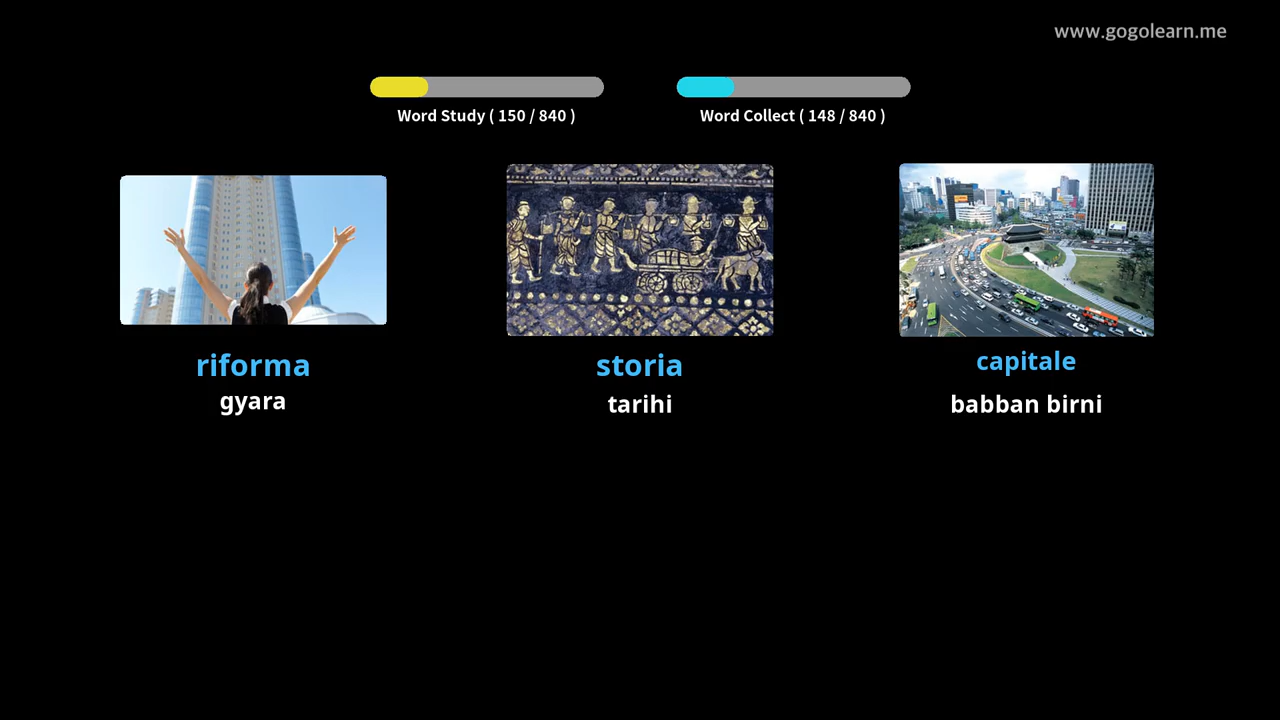 www.gogolearn.me
Word Study ( 150 / 840 )
Word Collect ( 148 / 840 )
riforma
gyara
storia
tarihi
capitale
babban birni